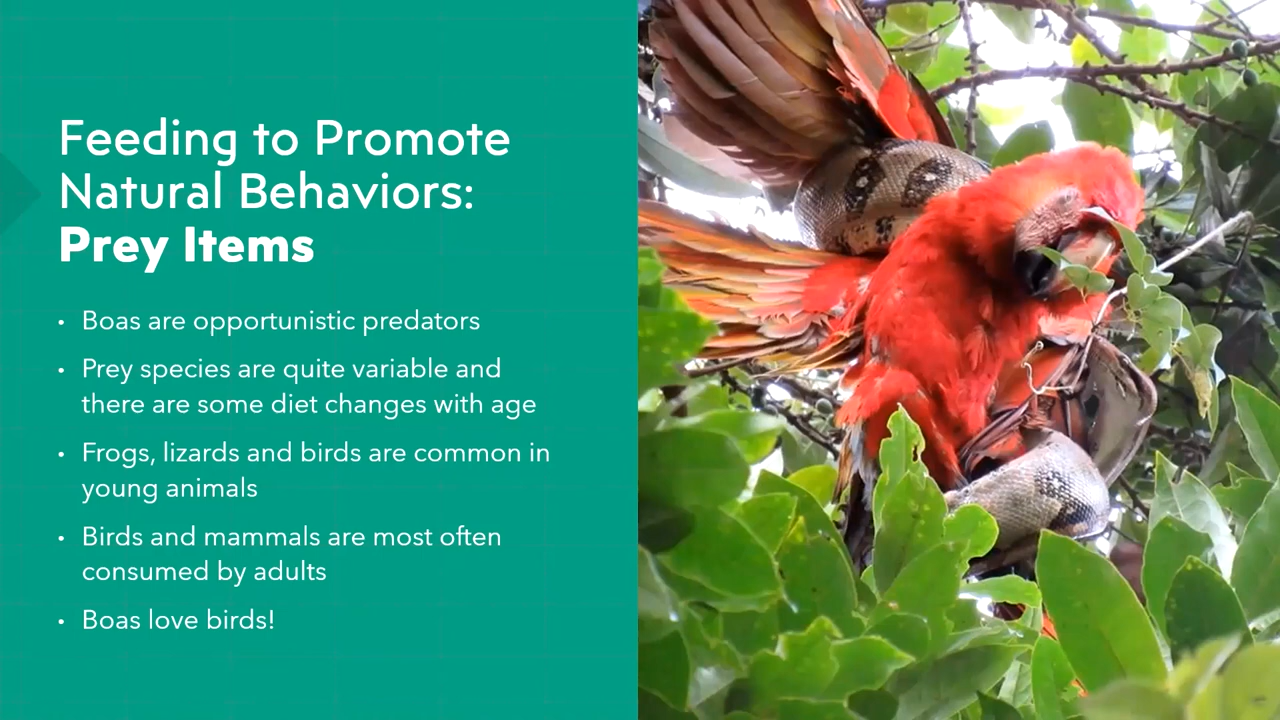 Feeding to Promote
Natural Behaviors:
Prey Items
• Boas are opportunistic predators
• Prey species are quite variable and
there are some diet changes with age
• Frogs, lizards and birds are common in
young animals
• Birds and mammals are most often
consumed by adults
• Boas love birds!